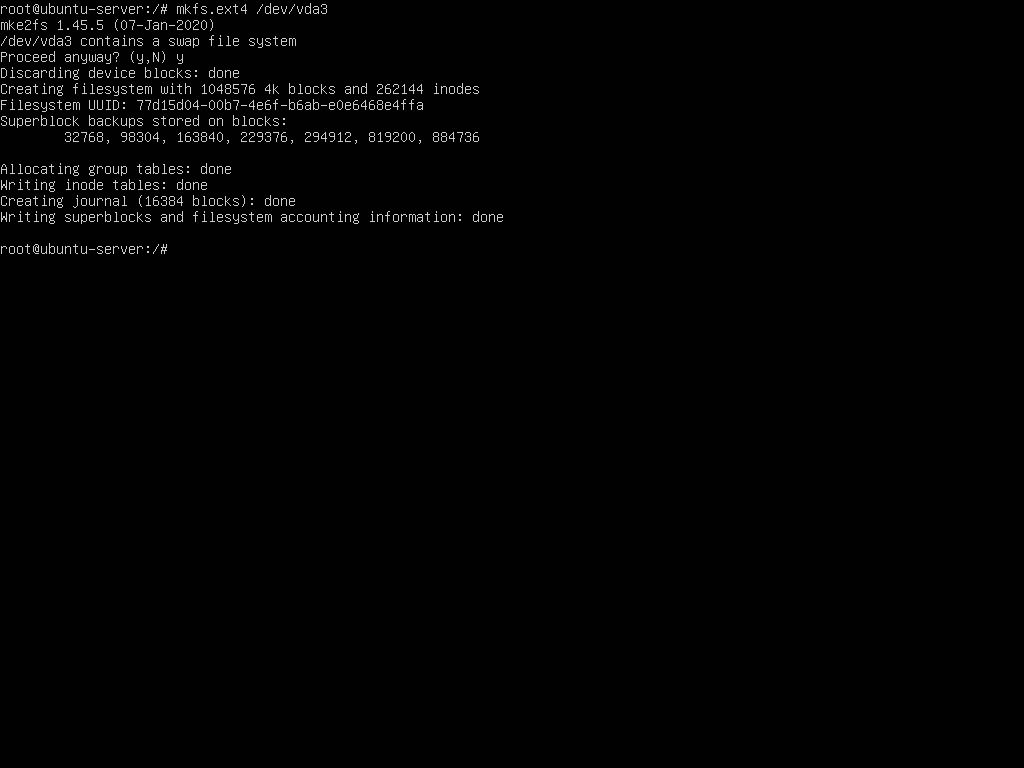 root@ubuntu-server:/# mkfs.ext4 /dev/vda3
mke2fs 1.45.5 (07-Jan-2020)
/dev/vda3 contains a swap file system
Proceed anyway? (y,N) y
Discarding device blocks: done
Creating filesystem with 1048576 4k blocks and 262144 inodes
Filesystem UUID: 77d15d04-00b7-4e6f-b6ab-e0e6468e4ffa
Superblock backups stored on blocks:
        32768, 98304, 163840, 229376, 294912, 819200, 884736

Allocating group tables: done
Writing inode tables: done
Creating journal (16384 blocks): done
Writing superblocks and filesystem accounting information: done

root@ubuntu-server:/#